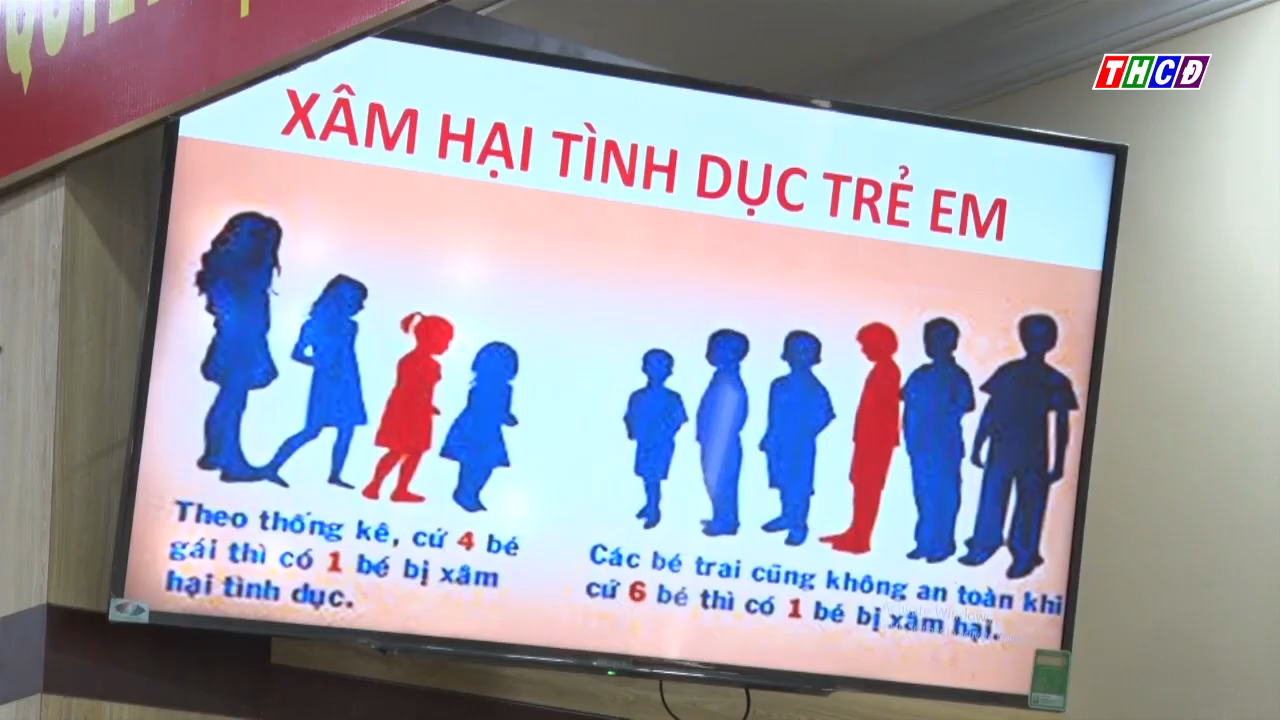 THCĐ
XÂM HẠI TÌNH DỤC TRẺ EM
Theo thống kê, cứ 4 bé
gái thì có 1 bé bị xâm
hại tình dục.
Các bé trai cũng không an toàn khi
cứ 6 bé thì có 1 bé bị xâm hại.